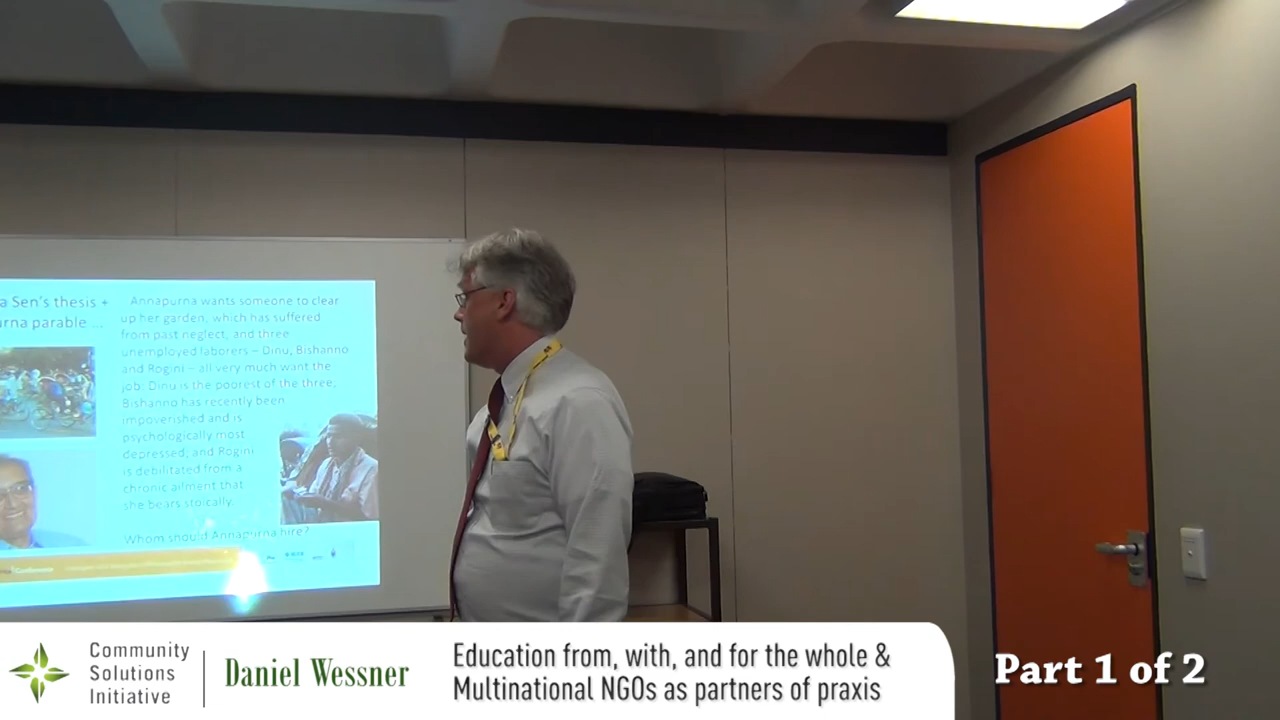 a Sen's thesis +
urna parable ...
Annapurna wants someone to clear
up her garden, which has suffered
from past neglect, and three
unemployed laborers – Dinu, Bishanno
and Rogini – all very much want the
job. Dinu is the poorest of the three;
Bishanno has recently been
impoverished and is
psychologically most
depressed; and Rogini
is debilitated from a
chronic ailment that
she bears stoically.
Whom should Annapurna hire?
Conference
Community
Solutions
Initiative
Daniel Wessner
Education from, with, and for the whole &
Multinational NGOs as partners of praxis
Part 1 of 2